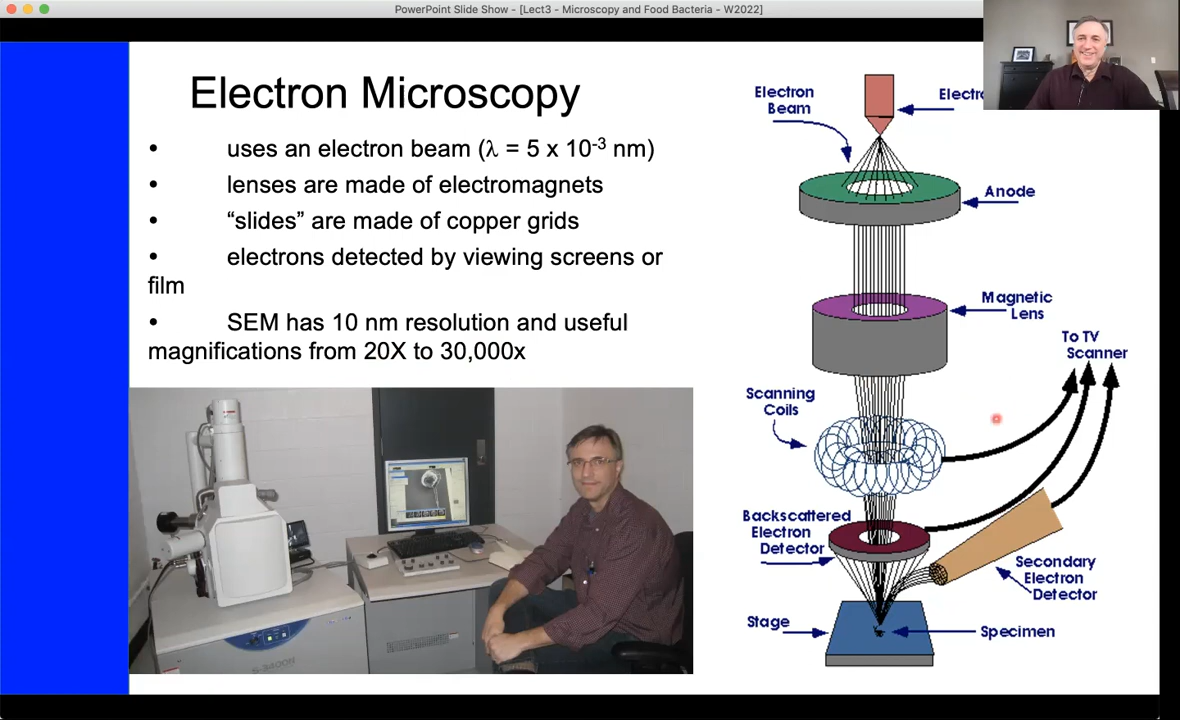 PowerPoint Slide Show - [Lect3 - Microscopy and Food Bacteria - W2022]
Electron Microscopy
• uses an electron beam (λ = 5 x 10⁻³ nm)
• lenses are made of electromagnets
• “slides” are made of copper grids
• electrons detected by viewing screens or
film
• SEM has 10 nm resolution and useful
magnifications from 20X to 30,000x
S-3400N
Electron
Beam
Electro
Anode
Magnetic
Lens
To TV
Scanner
Scanning
Coils
Backscattered
Electron
Detector
Secondary
Electron
Detector
Stage
Specimen